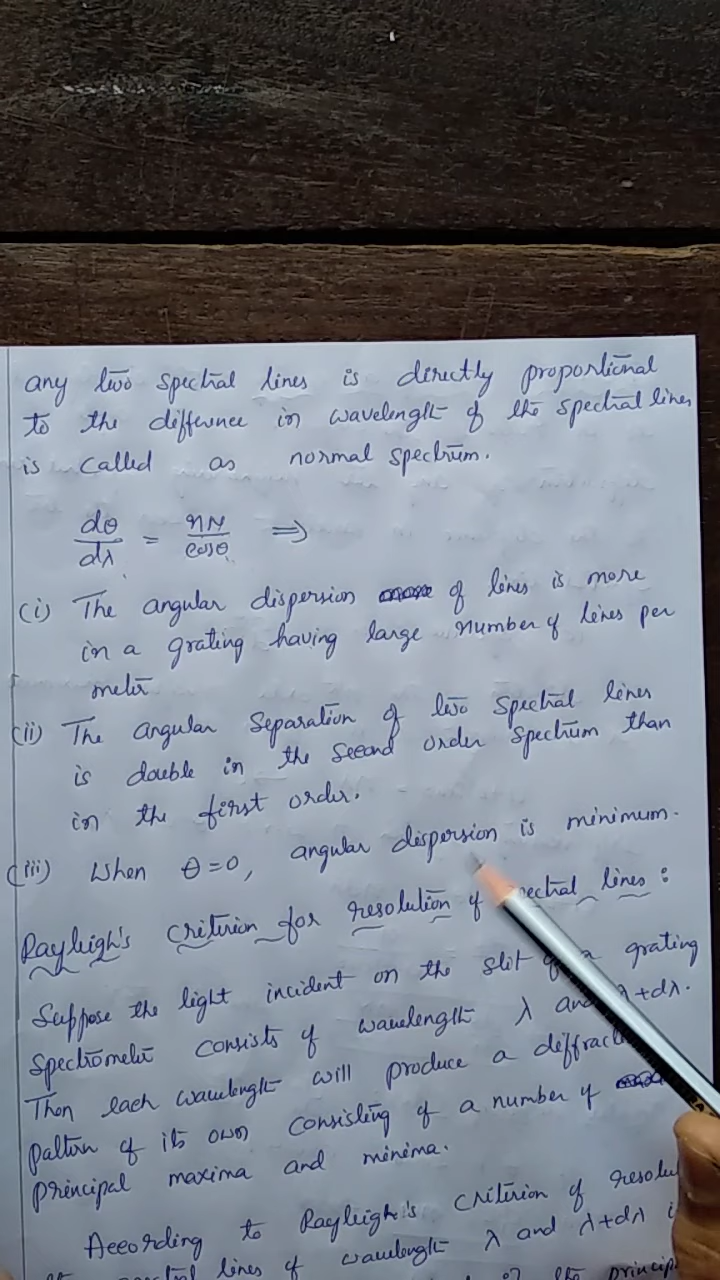 any two spectral lines is directly proportional
to the difference in wavelength of the spectral lines
is called as normal spectrum.
dθ/dλ = nN/cosθ ⇒
(i) The angular dispersion of lines is more
in a grating having large number of lines per
meter
(ii) The angular separation of two spectral lines
is double in the second order spectrum than
in the first order.
(iii) When θ=0, angular dispersion is minimum.
Rayleigh's criterion for resolution of spectral lines:
Suppose the light incident on the slit of a grating
spectrometer consists of wavelength λ and λ+dλ.
Then each wavelength will produce a
pattern of its own consisting of a number of
principal maxima and minima.
According to Rayleigh's criterion of
lines of wavelength λ and λ+dλ
of the